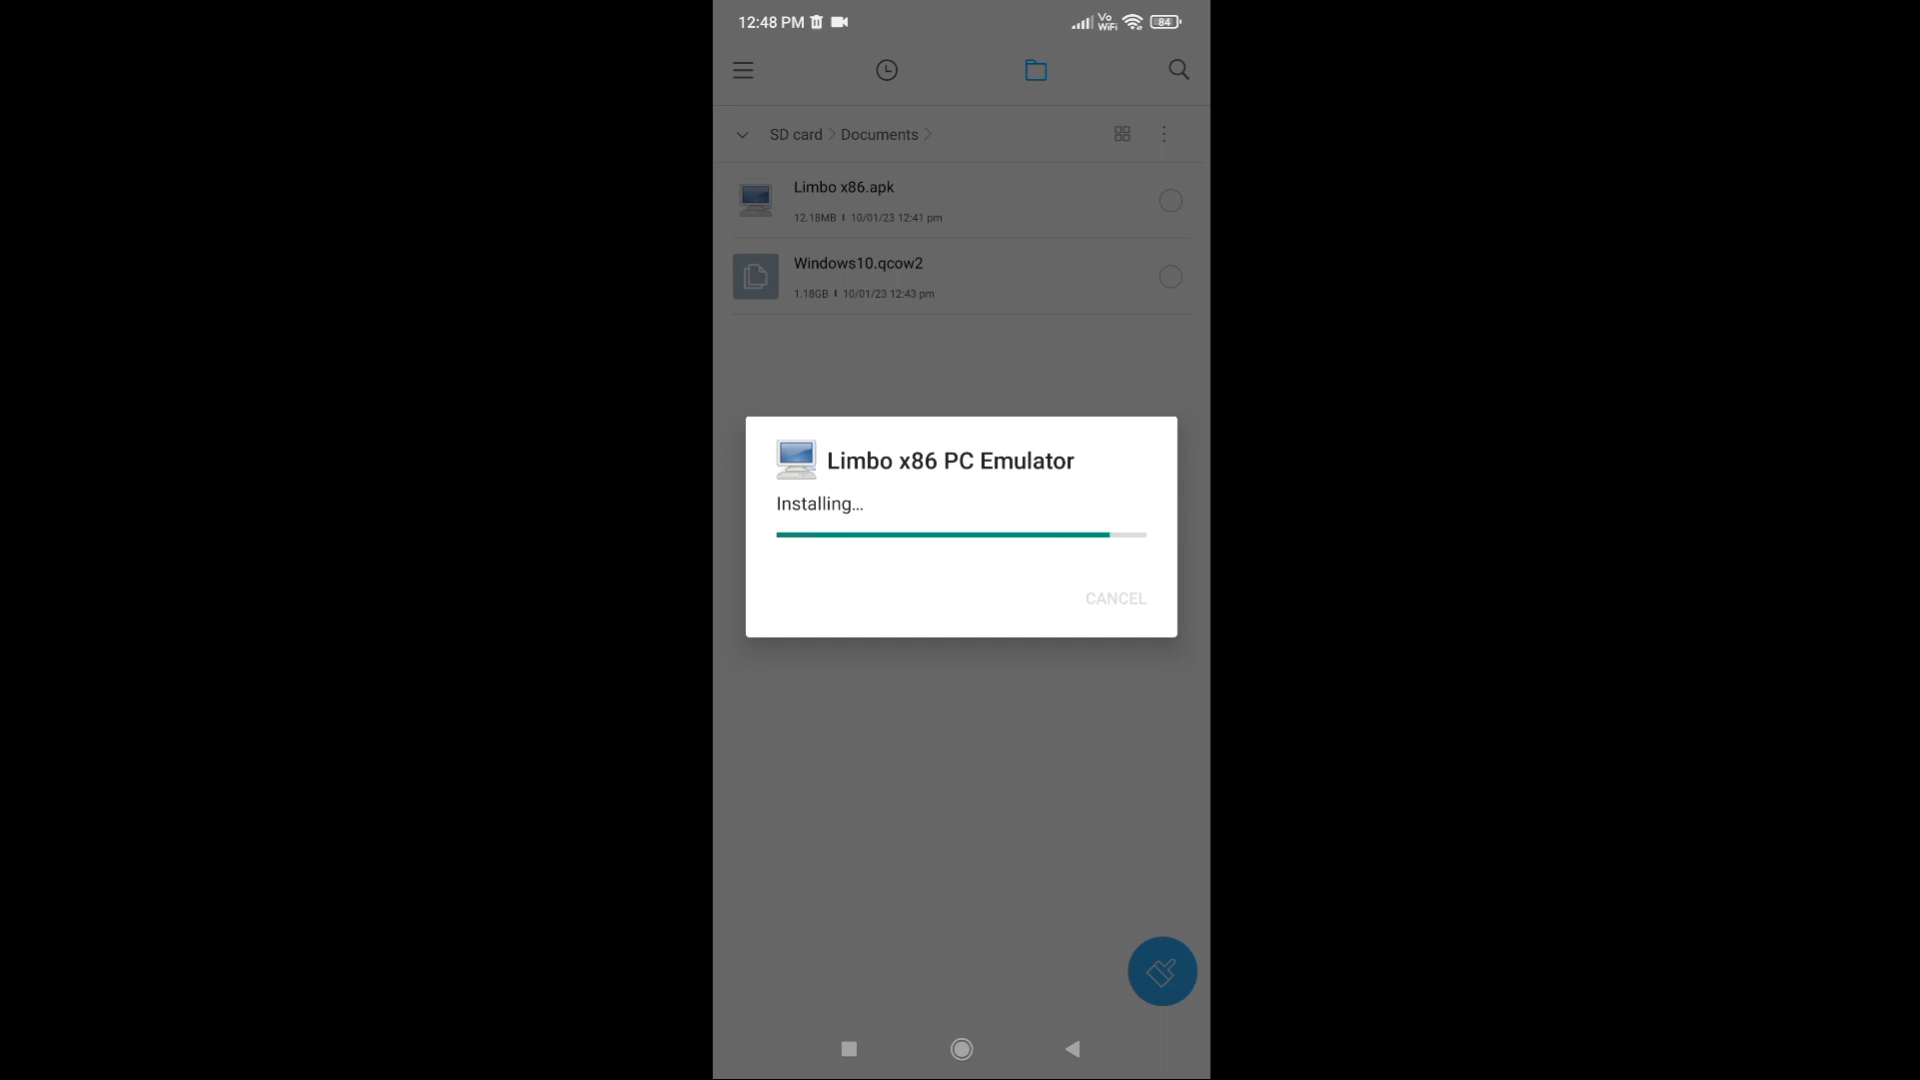 12:48 PM
Vo
WiFi
84
SD card
Documents
Limbo x86.apk
12.18MB | 10/01/23 12:41 pm
Windows10.qcow2
1.18GB | 10/01/23 12:43 pm
Limbo x86 PC Emulator
Installing...
CANCEL